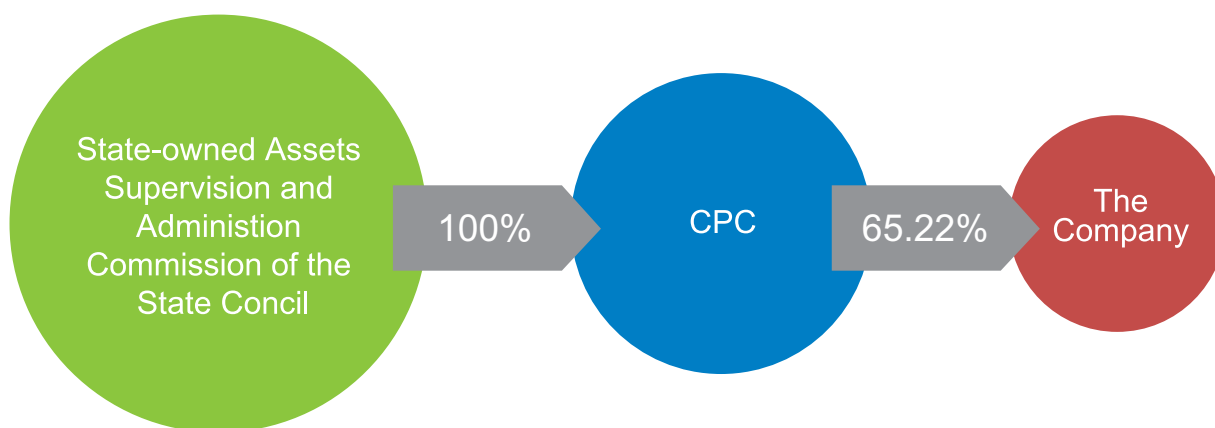 State-owned Assets
Supervision and
Administion
Commission of the
State Concil
100%
CPC
65.22%
The
Company